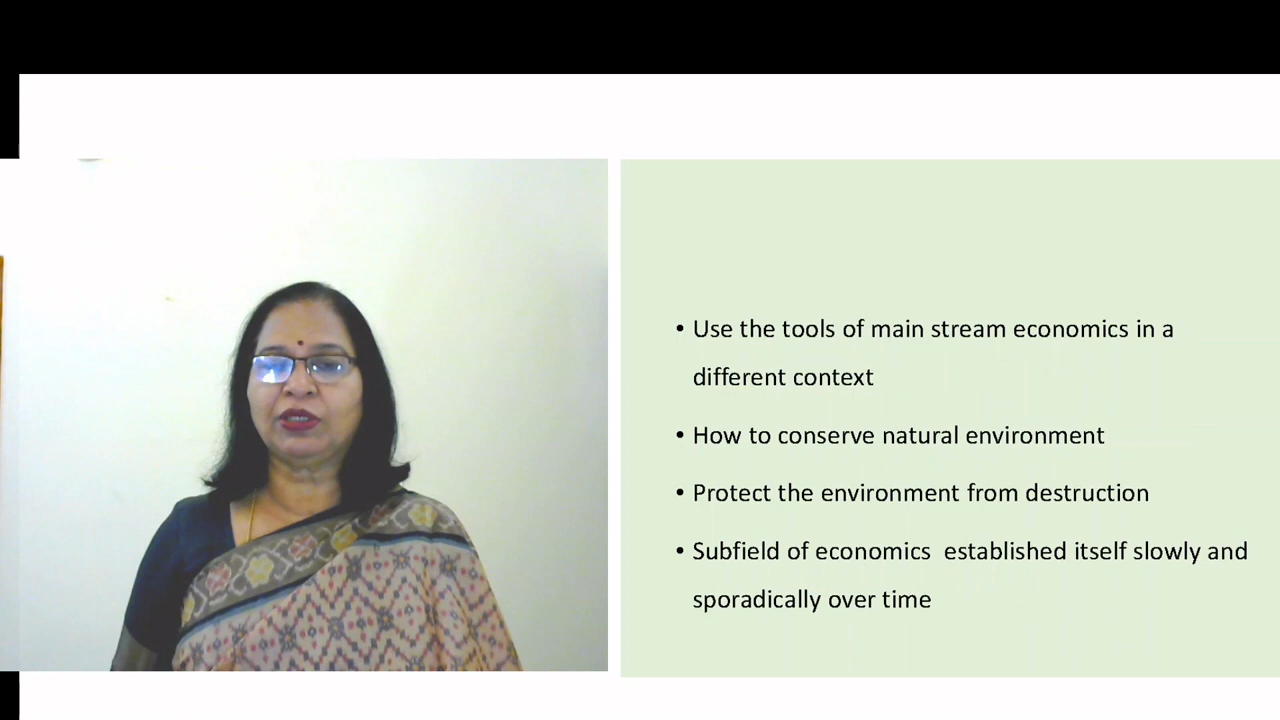 • Use the tools of main stream economics in a
different context
• How to conserve natural environment
• Protect the environment from destruction
• Subfield of economics  established itself slowly and
sporadically over time